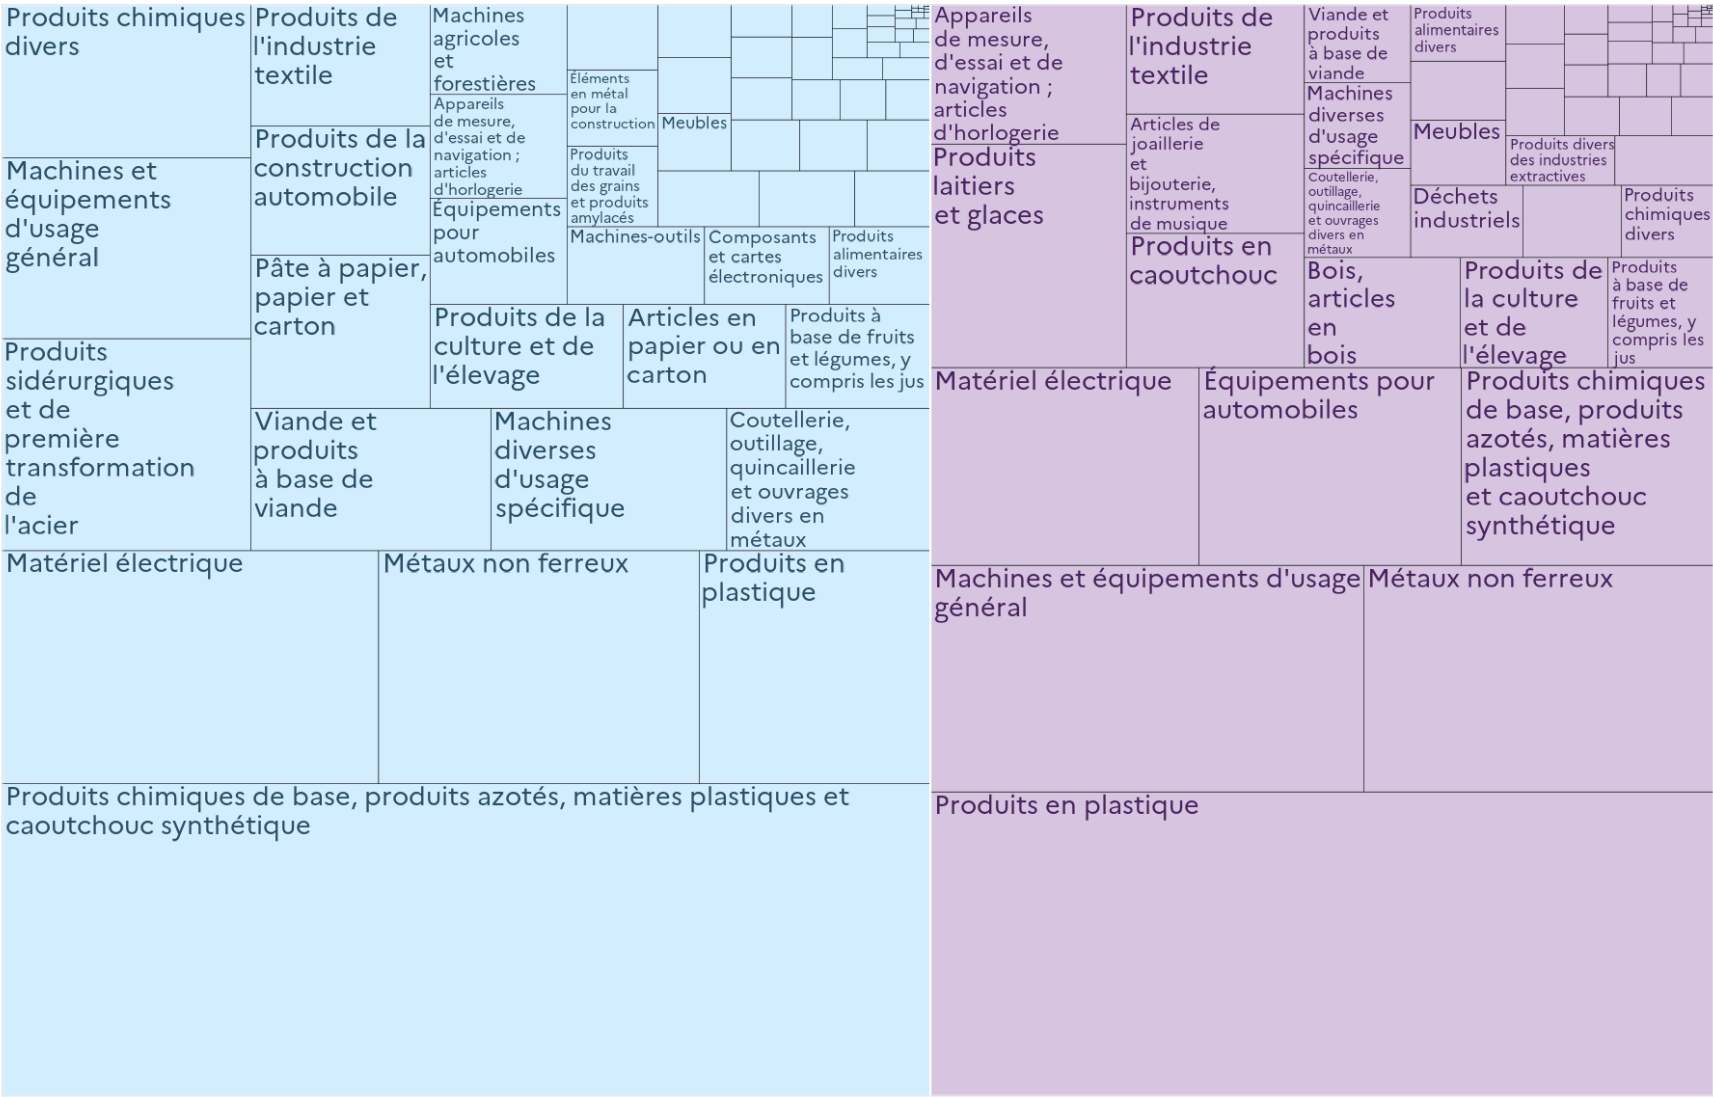 Produits chimiques
divers
Machines et
équipements
d'usage
général
Produits
sidérurgiques
et de
première
transformation
de
l'acier
Produits de
l'industrie
textile
Produits de la
construction
automobile
Pâte à papier,
papier et
carton
Machines
agricoles
et
forestières
Appareils
de mesure,
d'essai et de
navigation ;
articles
d'horlogerie
Équipements
pour
automobiles
Éléments
en métal
pour la
construction
Produits
du travail
des grains
et produits
amylacés
Meubles
Machines-outils
Composants
et cartes
électroniques
Produits
alimentaires
divers
Produits de la
culture et de
l'élevage
Articles en
papier ou en
carton
Produits à
base de fruits
et légumes, y
compris les jus
Viande et
produits
à base de
viande
Machines
diverses
d'usage
spécifique
Coutellerie,
outillage,
quincaillerie
et ouvrages
divers en
métaux
Matériel électrique
Métaux non ferreux
Produits en
plastique
Produits chimiques de base, produits azotés, matières plastiques et
caoutchouc synthétique
Appareils
de mesure,
d'essai et de
navigation ;
articles
d'horlogerie
Produits
laitiers
et glaces
Produits de
l'industrie
textile
Articles de
joaillerie
et
bijouterie,
instruments
de musique
Produits en
caoutchouc
Viande et
produits
à base de
viande
Machines
diverses
d'usage
spécifique
Coutellerie,
outillage,
quincaillerie
et ouvrages
divers en
métaux
Produits
alimentaires
divers
Meubles
Produits divers
des industries
extractives
Déchets
industriels
Produits
chimiques
divers
Bois,
articles
en
bois
Produits de
la culture
et de
l'élevage
Produits
à base de
fruits et
légumes, y
compris les
jus
Matériel électrique
Équipements pour
automobiles
Produits chimiques
de base, produits
azotés, matières
plastiques
et caoutchouc
synthétique
Machines et équipements d'usage
général
Métaux non ferreux
Produits en plastique